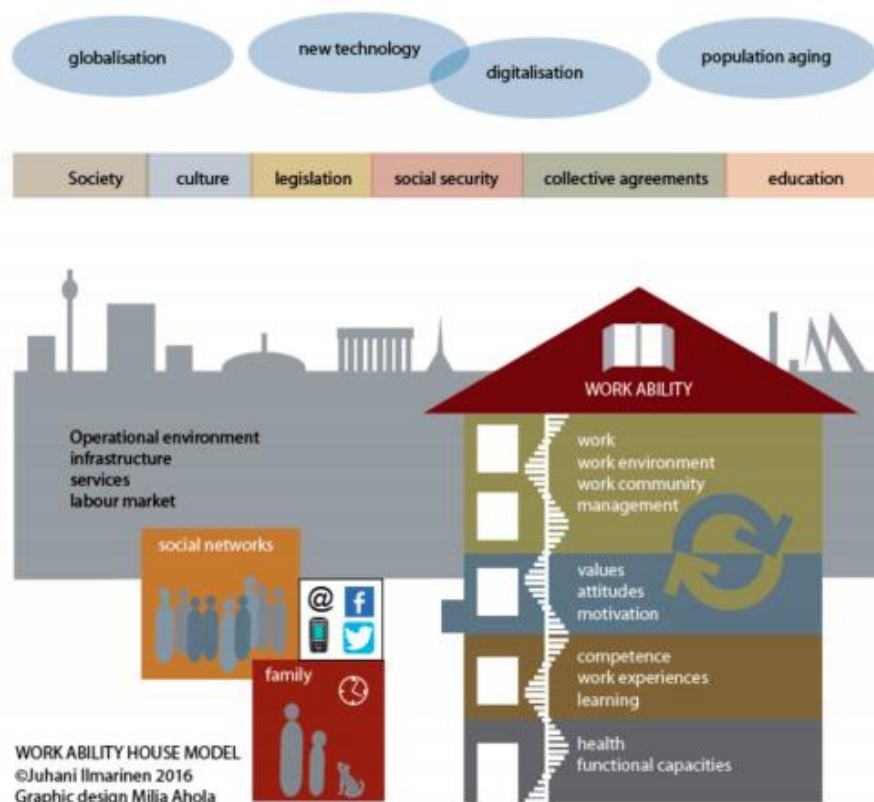 globalisation
new technology
digitalisation
population aging
Society
culture
legislation
social security
collective agreements
education
WORK ABILITY
work
work environment
work community
management
Operational environment
infrastructure
services
labour market
social networks
@
f
values
attitudes
motivation
family
competence
work experiences
learning
health
functional capacities
WORK ABILITY HOUSE MODEL
©Juhani Ilmarinen 2016
Graphic design Milja Ahola